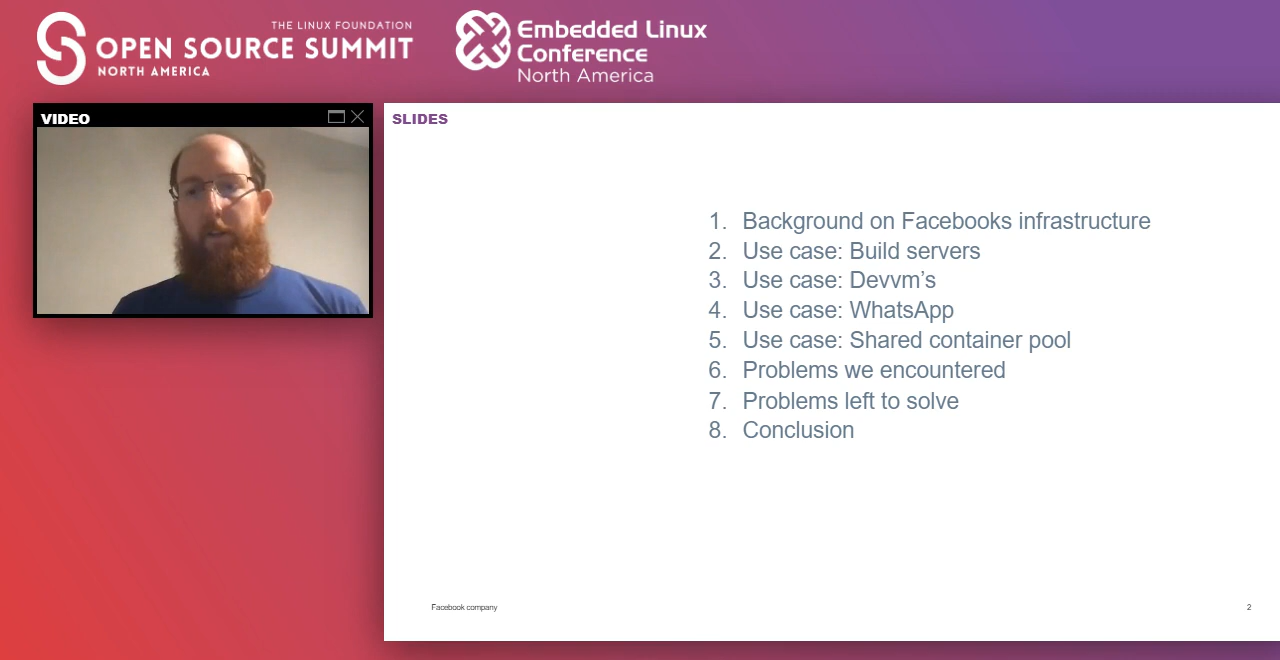 THE LINUX FOUNDATION
OPEN SOURCE SUMMIT
NORTH AMERICA
Embedded Linux
Conference
North America
VIDEO
SLIDES
1. Background on Facebooks infrastructure
2. Use case: Build servers
3. Use case: Devvm’s
4. Use case: WhatsApp
5. Use case: Shared container pool
6. Problems we encountered
7. Problems left to solve
8. Conclusion
Facebook company
2